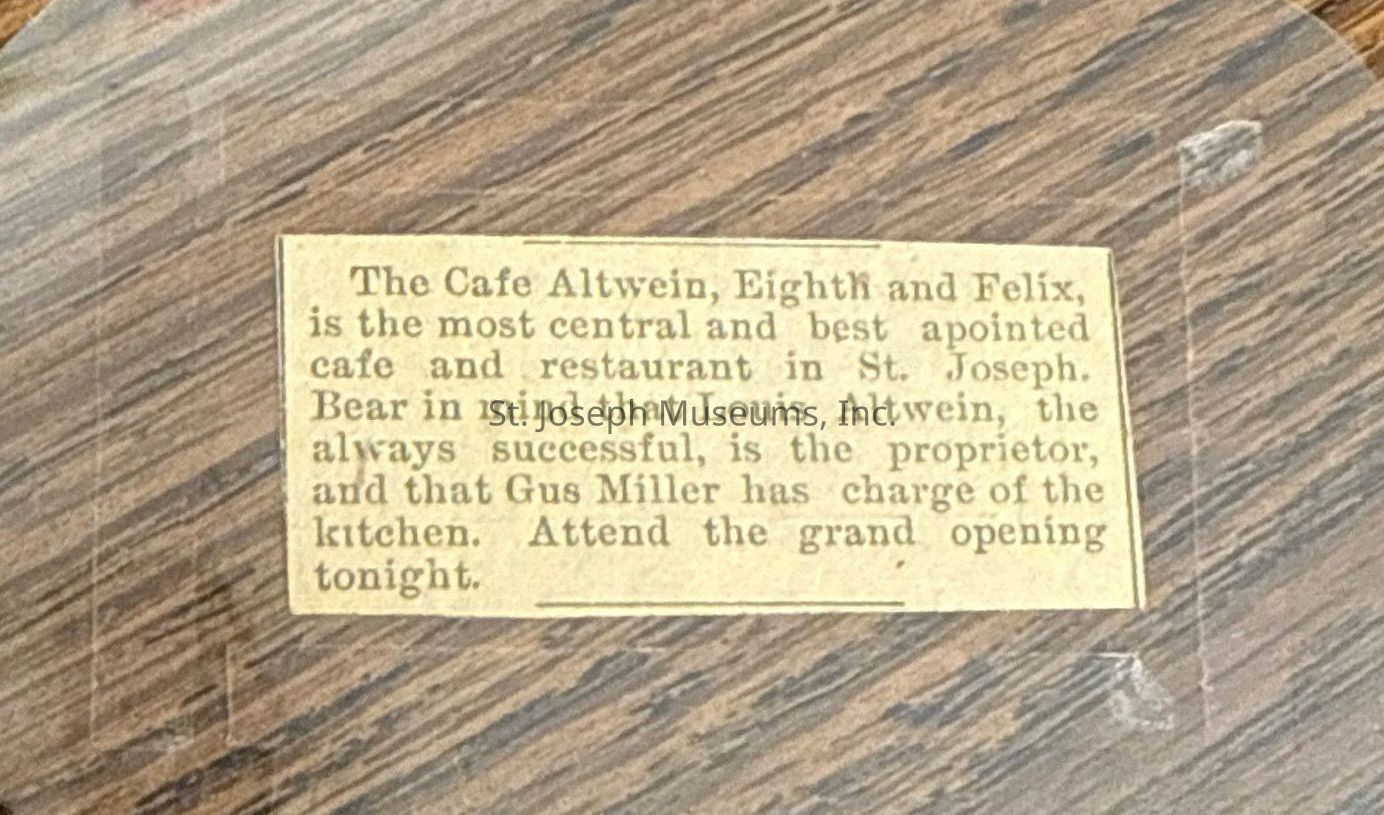 The Cafe Altwein, Eighth and Felix,
is the most central and best apointed
cafe and restaurant in St. Joseph.
Bear in mind that Louis Altwein, the
always successful, is the proprietor,
and that Gus Miller has charge of the
kitchen. Attend the grand opening
tonight.
St. Joseph Museums, Inc.